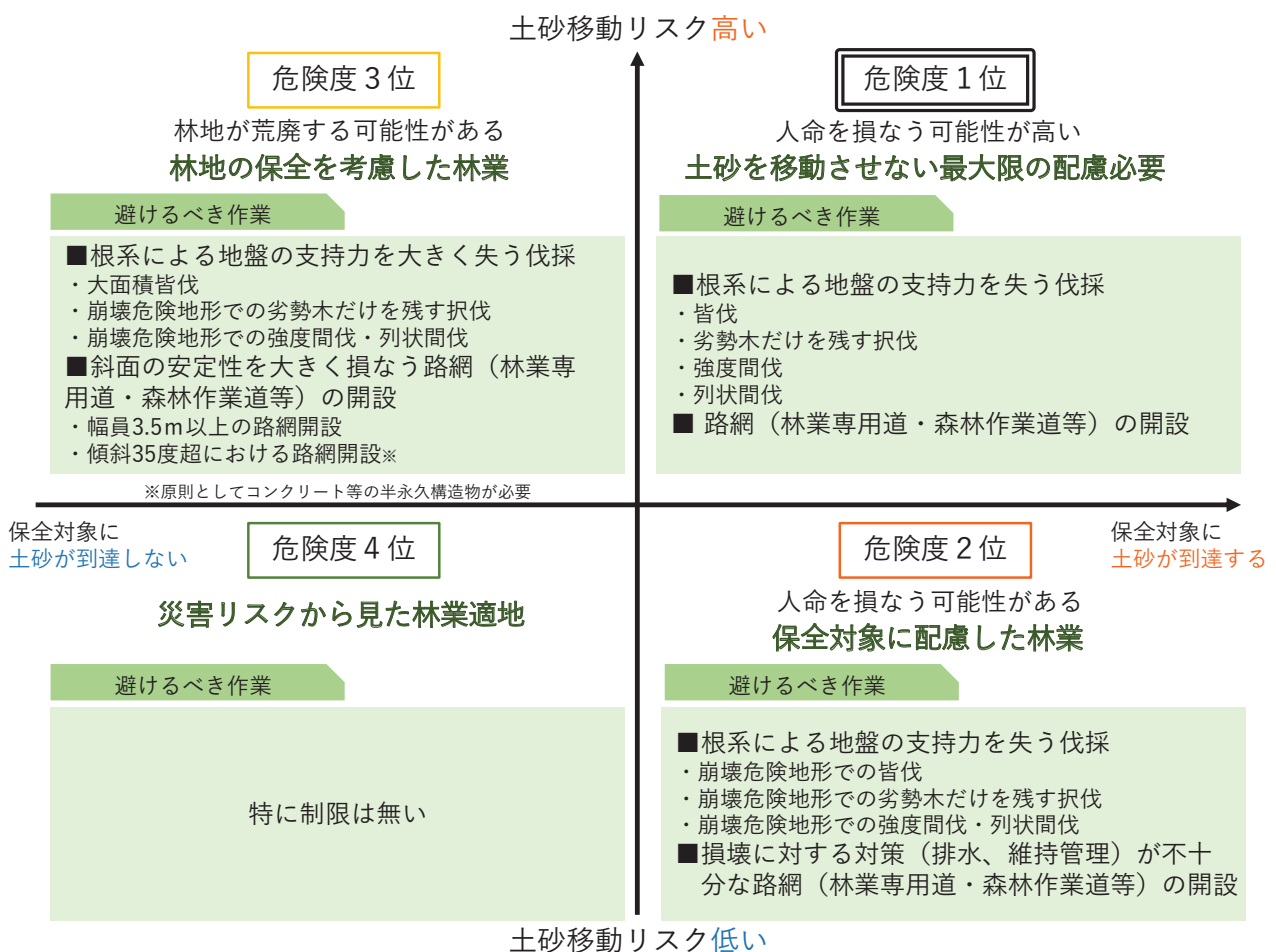 土砂移動リスク高い
危険度3位
林地が荒廃する可能性がある
林地の保全を考慮した林業
避けるべき作業
■根系による地盤の支持力を大きく失う伐採
・大面積皆伐
・崩壊危険地形での劣勢木だけを残す択伐
・崩壊危険地形での強度間伐・列状間伐
■斜面の安定性を大きく損なう路網(林業専
用道・森林作業道等)の開設
・幅員3.5m以上の路網開設
・傾斜35度超における路網開設※
※原則としてコンクリート等の半永久構造物が必要
危険度1位
人命を損なう可能性が高い
土砂を移動させない最大限の配慮必要
避けるべき作業
■根系による地盤の支持力を失う伐採
・皆伐
・劣勢木だけを残す択伐
・強度間伐
・列状間伐
■ 路網(林業専用道・森林作業道等)の開設
保全対象に
土砂が到達しない
保全対象に
土砂が到達する
危険度4位
災害リスクから見た林業適地
避けるべき作業
特に制限は無い
危険度2位
人命を損なう可能性がある
保全対象に配慮した林業
避けるべき作業
■根系による地盤の支持力を失う伐採
・崩壊危険地形での皆伐
・崩壊危険地形での劣勢木だけを残す択伐
・崩壊危険地形での強度間伐・列状間伐
■損壊に対する対策(排水、維持管理)が不十
分な路網(林業専用道・森林作業道等)の開設
土砂移動リスク低い